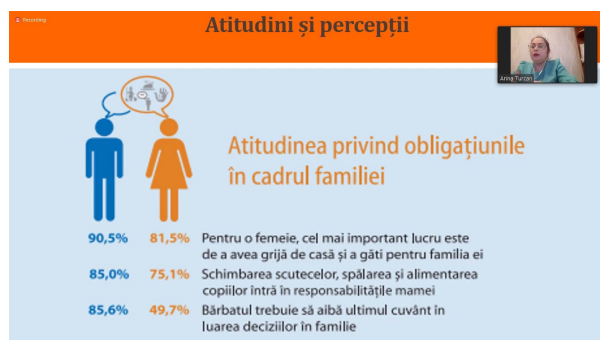 Recording
Atitudini și percepții
Arina Turcan
Atitudinea privind obligațiunile
în cadrul familiei
90,5% 81,5% Pentru o femeie, cel mai important lucru este
de a avea grijă de casă și a găti pentru familia ei
85,0% 75,1% Schimbarea scutecelor, spălarea și alimentarea
copiilor întră în responsabilitățile mamei
85,6% 49,7% Bărbatul trebuie să aibă ultimul cuvânt în
luarea deciziilor în familie